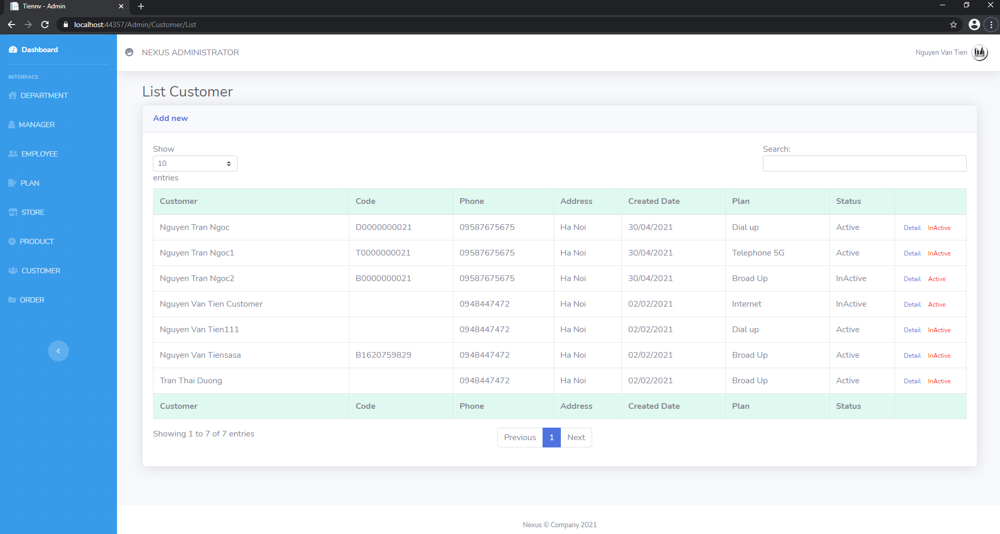 Tiennv - Admin
localhost:44357/Admin/Customer/List
Dashboard
INTERFACE
DEPARTMENT
MANAGER
EMPLOYEE
PLAN
STORE
PRODUCT
CUSTOMER
ORDER
NEXUS ADMINISTRATOR
Nguyen Van Tien
NEXUS
List Customer
Add new
Show
10
entries
Search:
Customer Code Phone Address Created Date Plan Status
Nguyen Tran Ngoc D0000000021 09587675675 Ha Noi 30/04/2021 Dial up Active Detail InActive
Nguyen Tran Ngoc1 T0000000021 09587675675 Ha Noi 30/04/2021 Telephone 5G Active Detail InActive
Nguyen Tran Ngoc2 B0000000021 09587675675 Ha Noi 30/04/2021 Broad Up InActive Detail Active
Nguyen Van Tien Customer 0948447472 Ha Noi 02/02/2021 Internet InActive Detail Active
Nguyen Van Tien111 0948447472 Ha Noi 02/02/2021 Dial up Active Detail InActive
Nguyen Van Tiensasa B1620759829 0948447472 Ha Noi 02/02/2021 Broad Up Active Detail InActive
Tran Thai Duong 0948447472 Ha Noi 02/02/2021 Broad Up Active Detail InActive
Customer Code Phone Address Created Date Plan Status
Showing 1 to 7 of 7 entries
Previous 1 Next
Nexus © Company 2021